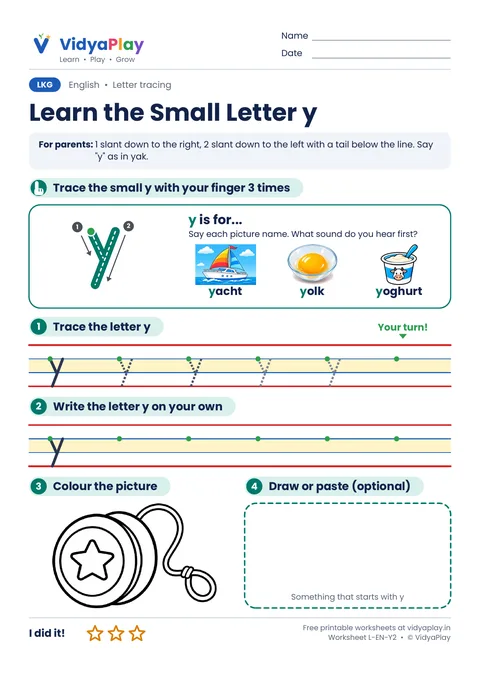 VidyaPlay
Learn • Play • Grow
Name
Date
LKG English • Letter tracing
Learn the Small Letter y
For parents: 1 slant down to the right, 2 slant down to the left with a tail below the line. Say
"y" as in yak.
Trace the small y with your finger 3 times
1 2
y is for...
Say each picture name. What sound do you hear first?
yacht yolk yoghurt
1 Trace the letter y
Your turn!
y y y y y
2 Write the letter y on your own
y
3 Colour the picture
4 Draw or paste (optional)
Something that starts with y
I did it!
Free printable worksheets at vidyaplay.in
Worksheet L-EN-Y2 • © VidyaPlay